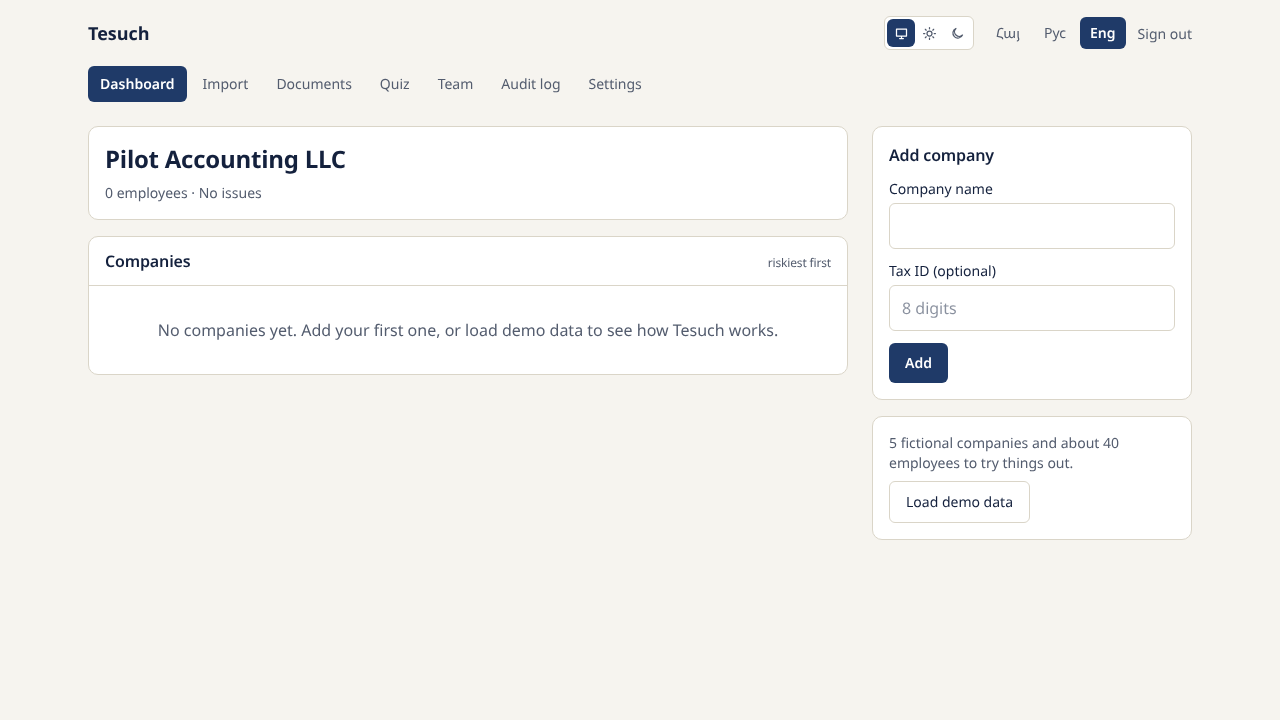 Tesuch
Հայ
Рус
Eng
Sign out
Dashboard
Import
Documents
Quiz
Team
Audit log
Settings
Pilot Accounting LLC
0 employees · No issues
Companies
riskiest first
No companies yet. Add your first one, or load demo data to see how Tesuch works.
Add company
Company name
Tax ID (optional)
8 digits
Add
5 fictional companies and about 40
employees to try things out.
Load demo data